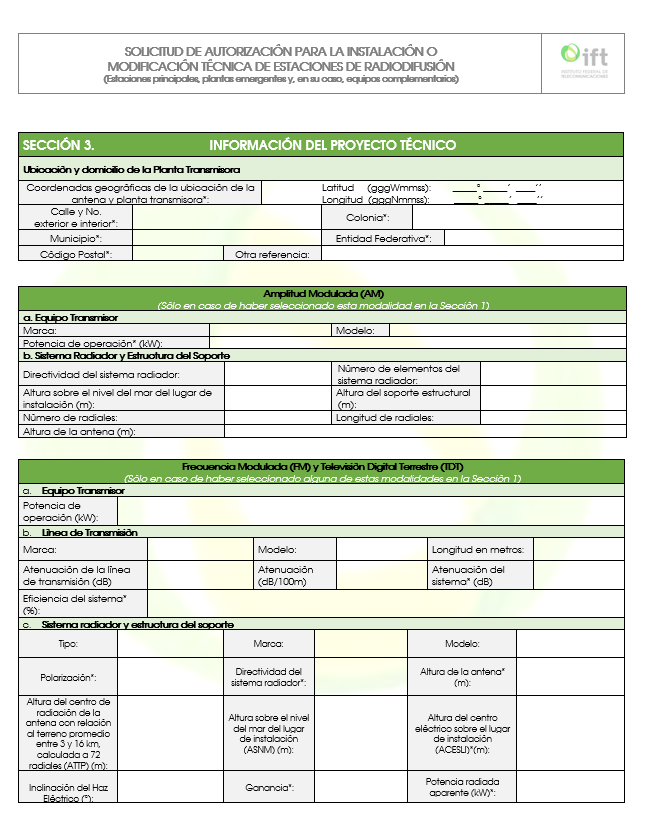 SOLICITUD DE AUTORIZACIÓN PARA LA INSTALACIÓN O
MODIFICACIÓN TÉCNICA DE ESTACIONES DE RADIODIFUSIÓN
(Estaciones principales, plantas emergentes y, en su caso, equipos complementarios)
ift
INSTITUTO FEDERAL DE
TELECOMUNICACIONES
SECCIÓN 3. INFORMACIÓN DEL PROYECTO TÉCNICO
Ubicación y domicilio de la Planta Transmisora
Coordenadas geográficas de la ubicación de la
antena y planta transmisora*:
Latitud (gggWmmss): ____° ____´ ____´´
Longitud (gggNmmss): ____° ____´ ____´´
Calle y No.
exterior e interior*:
Colonia*:
Municipio*:
Entidad Federativa*:
Código Postal*:
Otra referencia:
Amplitud Modulada (AM)
(Sólo en caso de haber seleccionado esta modalidad en la Sección 1)
a. Equipo Transmisor
Marca:
Modelo:
Potencia de operación* (kW):
b. Sistema Radiador y Estructura del Soporte
Directividad del sistema radiador:
Número de elementos del
sistema radiador:
Altura sobre el nivel del mar del lugar de
instalación (m):
Altura del soporte estructural
(m):
Número de radiales:
Longitud de radiales:
Altura de la antena (m):
Frecuencia Modulada (FM) y Televisión Digital Terrestre (TDT)
(Sólo en caso de haber seleccionado alguna de estas modalidades en la Sección 1)
a. Equipo Transmisor
Potencia de
operación (kW):
b. Línea de Transmisión
Marca:
Modelo:
Longitud en metros:
Atenuación de la línea
de transmisión (dB)
Atenuación
(dB/100m)
Atenuación del
sistema* (dB)
Eficiencia del sistema*
(%):
c. Sistema radiador y estructura del soporte
Tipo:
Marca:
Modelo:
Polarización*:
Directividad del
sistema radiador*:
Altura de la antena*
(m):
Altura del centro de
radiación de la
antena con relación
al terreno promedio
entre 3 y 16 km,
calculada a 72
radiales (ATTP) (m):
Altura sobre el nivel
del mar del lugar
de instalación
(ASNM) (m):
Altura del centro
eléctrico sobre el lugar
de instalación
(ACESLI)*(m):
Inclinación del Haz
Eléctrico (°):
Ganancia*:
Potencia radiada
aparente (kW)*: